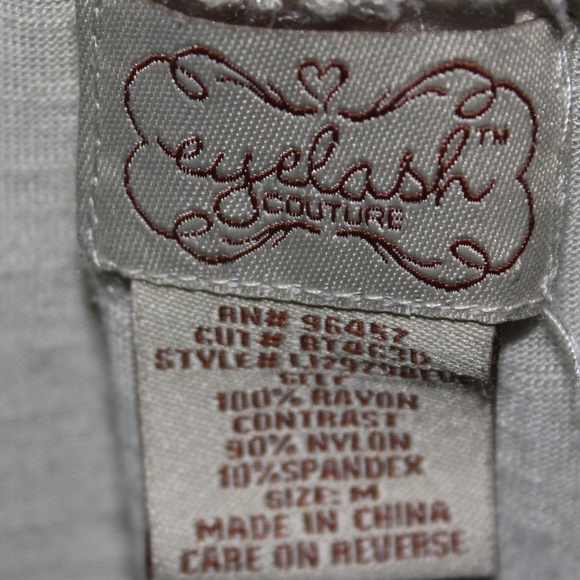 eyelash™
COUTURE
RN# 96457
CUT#
STYLE#
SELF
100% RAYON
CONTRAST
90% NYLON
10%SPANDEX
SIZE: M
MADE IN CHINA
CARE ON REVERSE